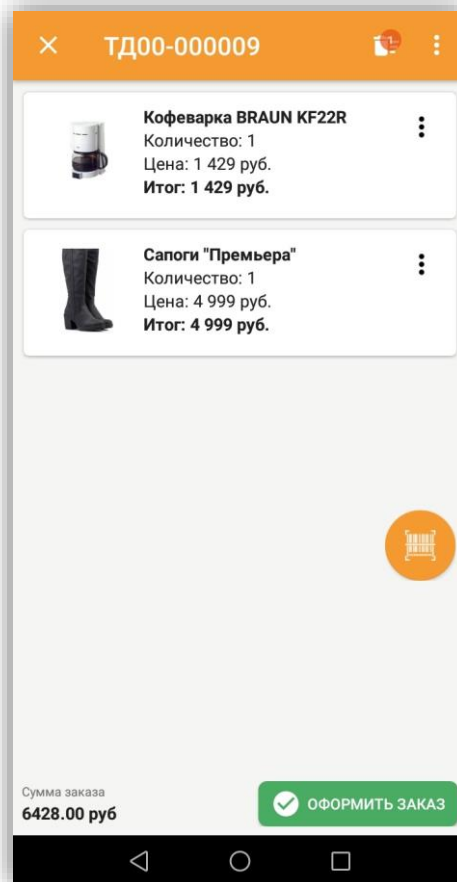 ТД00-000009
1
Кофеварка BRAUN KF22R
Количество: 1
Цена: 1 429 руб.
Итог: 1 429 руб.
Сапоги "Премьера"
Количество: 1
Цена: 4 999 руб.
Итог: 4 999 руб.
Сумма заказа
6428.00 руб
ОФОРМИТЬ ЗАКАЗ